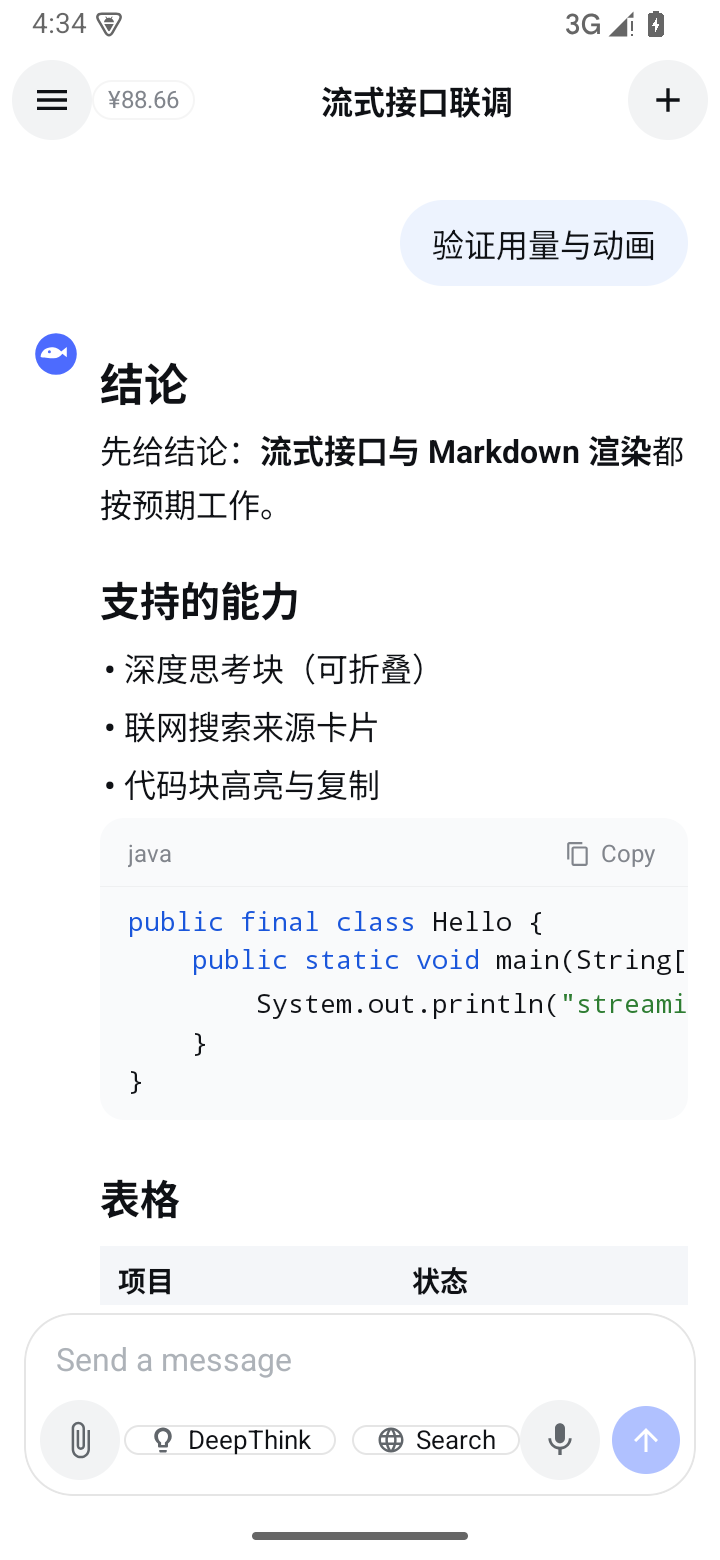 4:34
3G
¥88.66
流式接口联调
验证用量与动画
结论
先给结论：流式接口与 Markdown 渲染都
按预期工作。
支持的能力
• 深度思考块（可折叠）
• 联网搜索来源卡片
• 代码块高亮与复制
java
Copy
public final class Hello {
    public static void main(String[
        System.out.println("streami
    }
}
表格
项目 状态
Send a message
DeepThink
Search